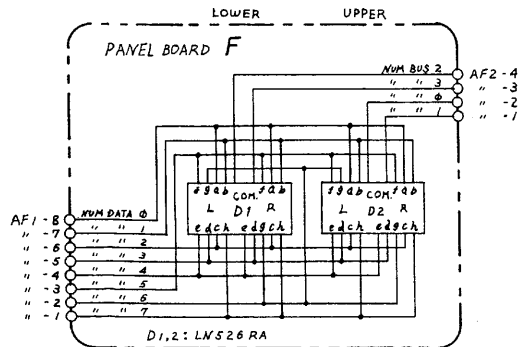 LOWER UPPER
PANEL BOARD F
NUM BUS 2 AF2-4
" " 3 " -3
" " φ " -2
" " 1 " -1
f g a b COM. f a b
L D1 R
e d c h e d g c h
f g a b COM. f a b
L D2 R
e d c h e d g c h
AF1-8 NUM DATA φ
" -7 " " 1
" -6 " " 2
" -5 " " 3
" -4 " " 4
" -3 " " 5
" -2 " " 6
" -1 " " 7
D1,2: LN526RA